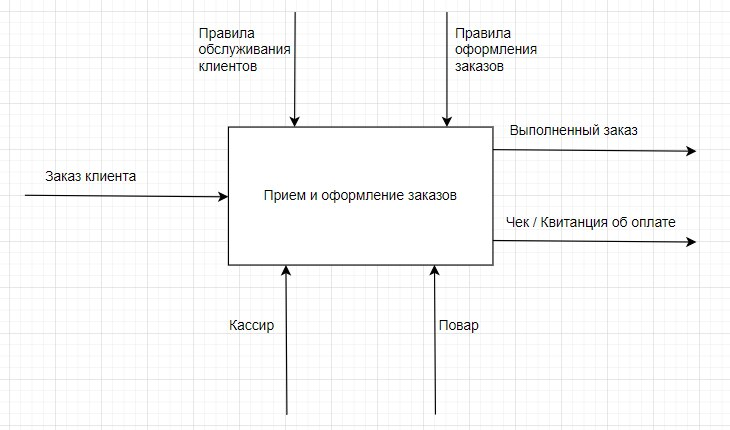 Правила
обслуживания
клиентов
Правила
оформления
заказов
Выполненный заказ
Заказ клиента
Прием и оформление заказов
Чек / Квитанция об оплате
Кассир
Повар